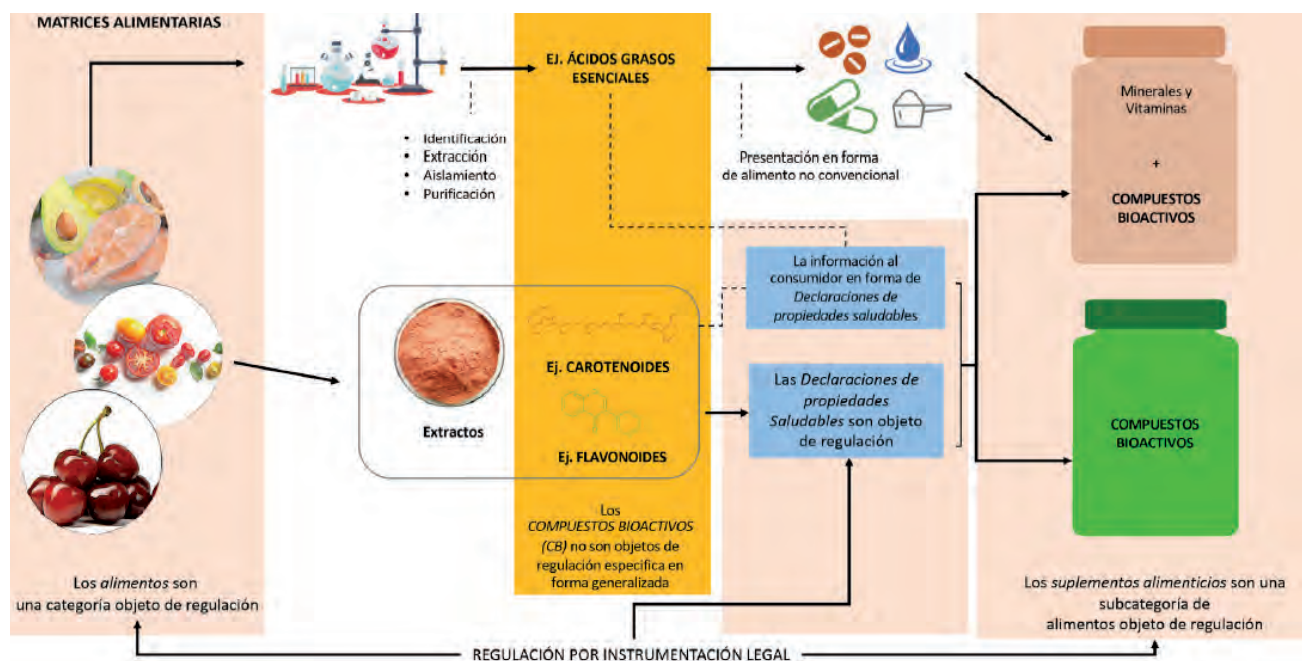 MATRICES ALIMENTARIAS
EJ. ÁCIDOS GRASOS
ESENCIALES
• Identificación
• Extracción
• Aislamiento
• Purificación
Presentación en forma
de alimento no convencional
Minerales y
Vitaminas
+
COMPUESTOS
BIOACTIVOS
La información al
consumidor en forma de
Declaraciones de
propiedades saludables
Extractos
Ej. CAROTENOIDES
Ej. FLAVONOIDES
Las Declaraciones de
propiedades
Saludables son objeto
de regulación
COMPUESTOS
BIOACTIVOS
Los
COMPUESTOS BIOACTIVOS
(CB) no son objetos de
regulación especifica en
forma generalizada
Los alimentos son
una categoría objeto de regulación
Los suplementos alimenticios son una
subcategoría de
alimentos objeto de regulación
REGULACIÓN POR INSTRUMENTACIÓN LEGAL